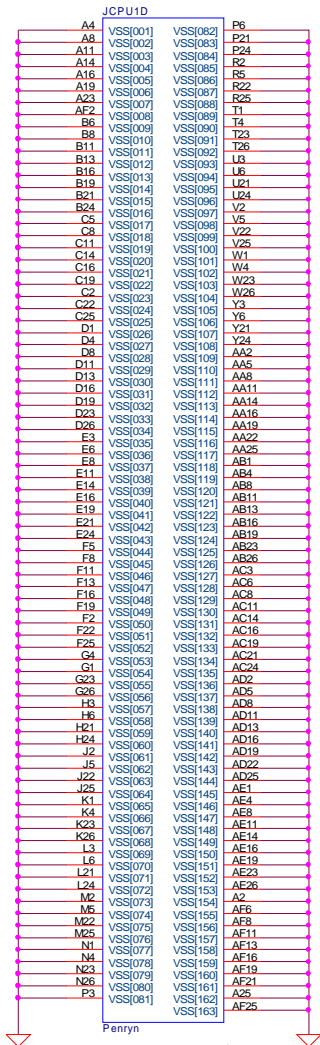 JCPU1D
A4 VSS[001] VSS[082] P6
A8 VSS[002] VSS[083] P21
A11 VSS[003] VSS[084] P24
A14 VSS[004] VSS[085] R2
A16 VSS[005] VSS[086] R5
A19 VSS[006] VSS[087] R22
A23 VSS[007] VSS[088] R25
AF2 VSS[008] VSS[089] T1
B6 VSS[009] VSS[090] T4
B8 VSS[010] VSS[091] T23
B11 VSS[011] VSS[092] T26
B13 VSS[012] VSS[093] U3
B16 VSS[013] VSS[094] U6
B19 VSS[014] VSS[095] U21
B21 VSS[015] VSS[096] U24
B24 VSS[016] VSS[097] V2
C5 VSS[017] VSS[098] V5
C8 VSS[018] VSS[099] V22
C11 VSS[019] VSS[100] V25
C14 VSS[020] VSS[101] W1
C16 VSS[021] VSS[102] W4
C19 VSS[022] VSS[103] W23
C2 VSS[023] VSS[104] W26
C22 VSS[024] VSS[105] Y3
C25 VSS[025] VSS[106] Y6
D1 VSS[026] VSS[107] Y21
D4 VSS[027] VSS[108] Y24
D8 VSS[028] VSS[109] AA2
D11 VSS[029] VSS[110] AA5
D13 VSS[030] VSS[111] AA8
D16 VSS[031] VSS[112] AA11
D19 VSS[032] VSS[113] AA14
D23 VSS[033] VSS[114] AA16
D26 VSS[034] VSS[115] AA19
E3 VSS[035] VSS[116] AA22
E6 VSS[036] VSS[117] AA25
E8 VSS[037] VSS[118] AB1
E11 VSS[038] VSS[119] AB4
E14 VSS[039] VSS[120] AB8
E16 VSS[040] VSS[121] AB11
E19 VSS[041] VSS[122] AB13
E21 VSS[042] VSS[123] AB16
E24 VSS[043] VSS[124] AB19
F5 VSS[044] VSS[125] AB23
F8 VSS[045] VSS[126] AB26
F11 VSS[046] VSS[127] AC3
F13 VSS[047] VSS[128] AC6
F16 VSS[048] VSS[129] AC8
F19 VSS[049] VSS[130] AC11
F2 VSS[050] VSS[131] AC14
F22 VSS[051] VSS[132] AC16
F25 VSS[052] VSS[133] AC19
G4 VSS[053] VSS[134] AC21
G1 VSS[054] VSS[135] AC24
G23 VSS[055] VSS[136] AD2
G26 VSS[056] VSS[137] AD5
H3 VSS[057] VSS[138] AD8
H6 VSS[058] VSS[139] AD11
H21 VSS[059] VSS[140] AD13
H24 VSS[060] VSS[141] AD16
J2 VSS[061] VSS[142] AD19
J5 VSS[062] VSS[143] AD22
J22 VSS[063] VSS[144] AD25
J25 VSS[064] VSS[145] AE1
K1 VSS[065] VSS[146] AE4
K4 VSS[066] VSS[147] AE8
K23 VSS[067] VSS[148] AE11
K26 VSS[068] VSS[149] AE14
L3 VSS[069] VSS[150] AE16
L6 VSS[070] VSS[151] AE19
L21 VSS[071] VSS[152] AE23
L24 VSS[072] VSS[153] AE26
M2 VSS[073] VSS[154] A2
M5 VSS[074] VSS[155] AF6
M22 VSS[075] VSS[156] AF8
M25 VSS[076] VSS[157] AF11
N1 VSS[077] VSS[158] AF13
N4 VSS[078] VSS[159] AF16
N23 VSS[079] VSS[160] AF19
N26 VSS[080] VSS[161] AF21
P3 VSS[081] VSS[162] A25
VSS[163] AF25
Penryn